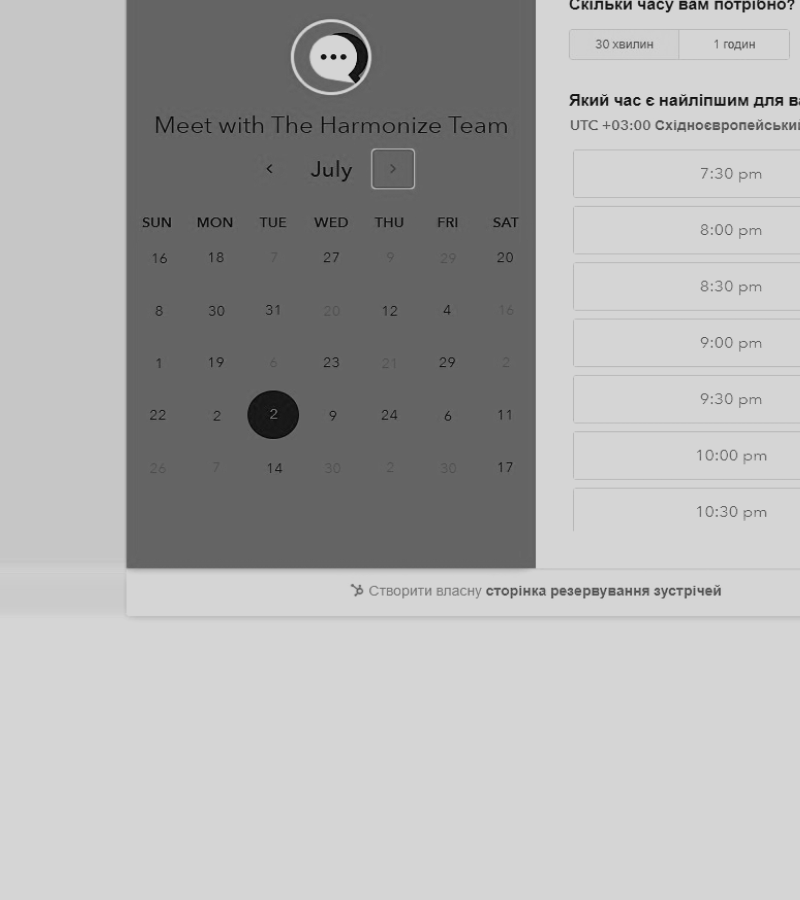 Скільки часу вам потрібно?
30 хвилин 1 годин
Meet with The Harmonize Team
Який час є найліпшим для
UTC +03:00 Східноєвропейський
July
SUN MON TUE WED THU FRI SAT
16 18 7 27 9 29 20
8 30 31 20 12 4 16
1 19 6 23 21 29 2
22 2 2 9 24 6 11
26 7 14 30 2 30 17
7:30 pm
8:00 pm
8:30 pm
9:00 pm
9:30 pm
10:00 pm
10:30 pm
Створити власну сторінка резервування зустрічей